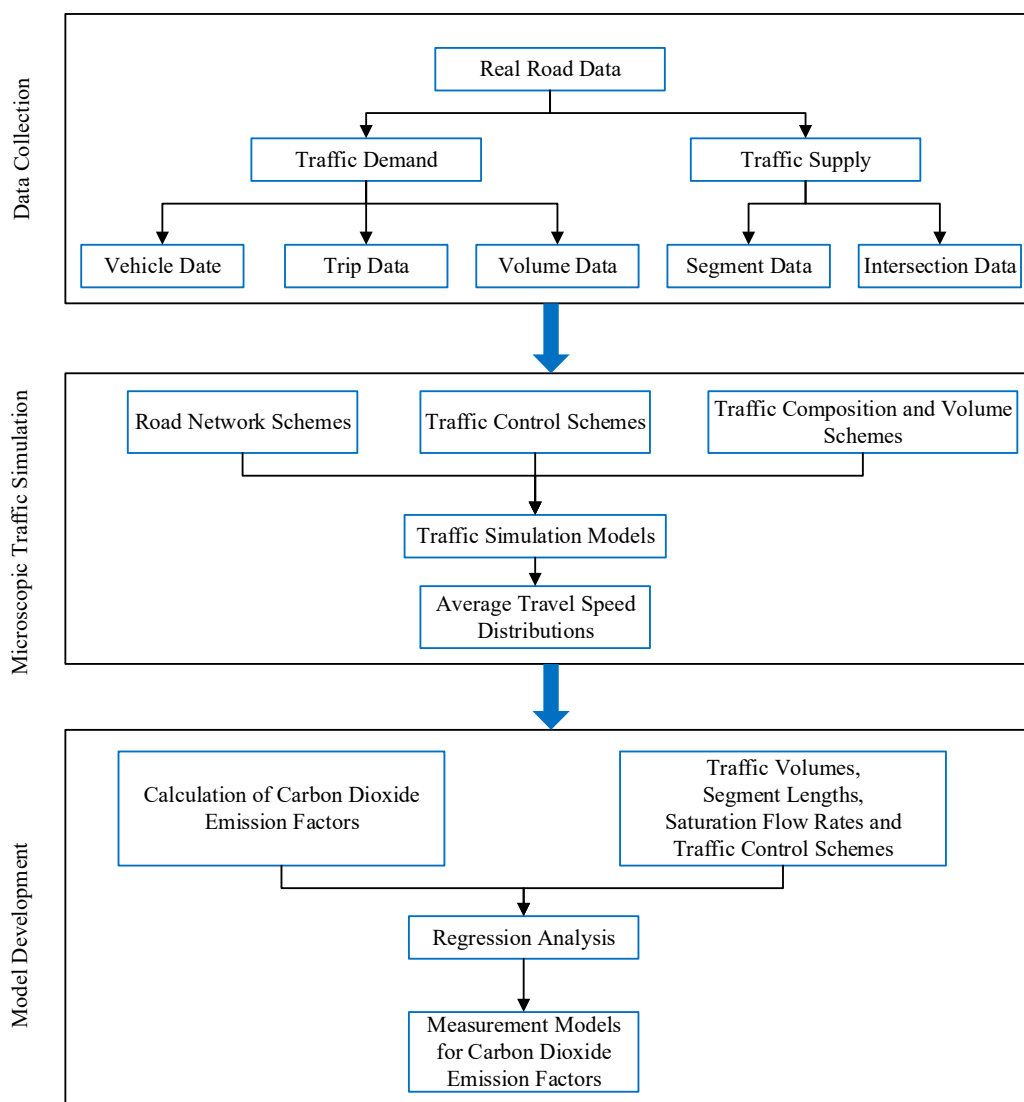 Data Collection
Real Road Data
Traffic Demand
Traffic Supply
Vehicle Date
Trip Data
Volume Data
Segment Data
Intersection Data
Microscopic Traffic Simulation
Road Network Schemes
Traffic Control Schemes
Traffic Composition and Volume
Schemes
Traffic Simulation Models
Average Travel Speed
Distributions
Model Development
Calculation of Carbon Dioxide
Emission Factors
Traffic Volumes,
Segment Lengths,
Saturation Flow Rates and
Traffic Control Schemes
Regression Analysis
Measurement Models
for Carbon Dioxide
Emission Factors